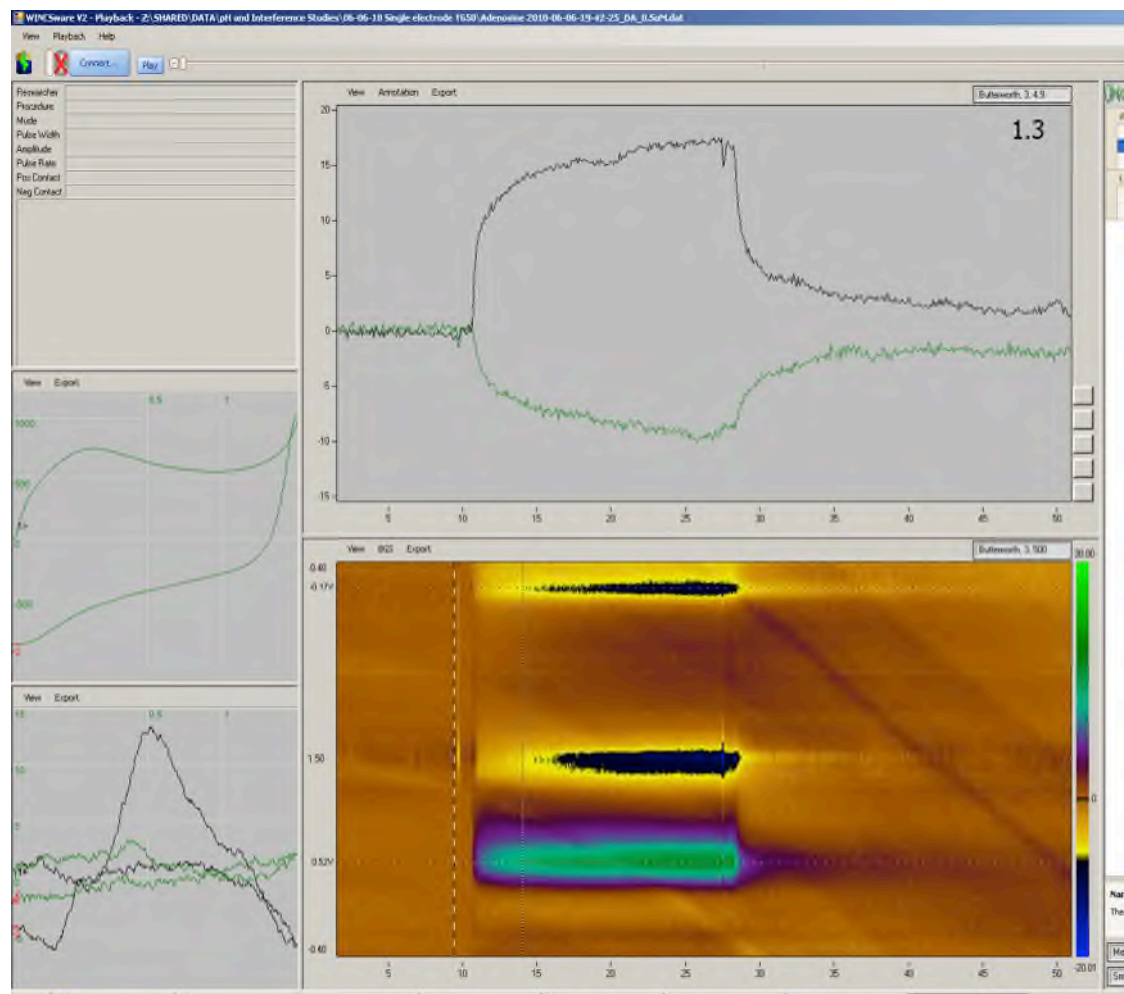 WINCSware V2 - Playback - Z:\SHARED\DATA\pH and Interference Studies\06-06-10 Single electrode T650\Adenosine 2010-06-06-19-42-25_DA_0.5uM.dat
View Playback Help
Connect... Play
Researcher
Procedure
Mode
Pulse Width
Amplitude
Pulse Rate
Pos Contact
Neg Contact
View Annotation Export
Butterworth, 3, 4.9
1.3
20
15
10
5
0
5
-10
-15
5 10 15 20 25 30 35 40 45 50
View Export
0.5 1
1000
500
0
-500
View Export
0.5 1
15
10
5
View BGS Export
Butterworth, 3, 500
-0.40
-0.17V
1.50
0.52V
-0.40
5 10 15 20 25 30 35 40 45 50
30.00
0
-20.01
Nar
The
Me
Sm